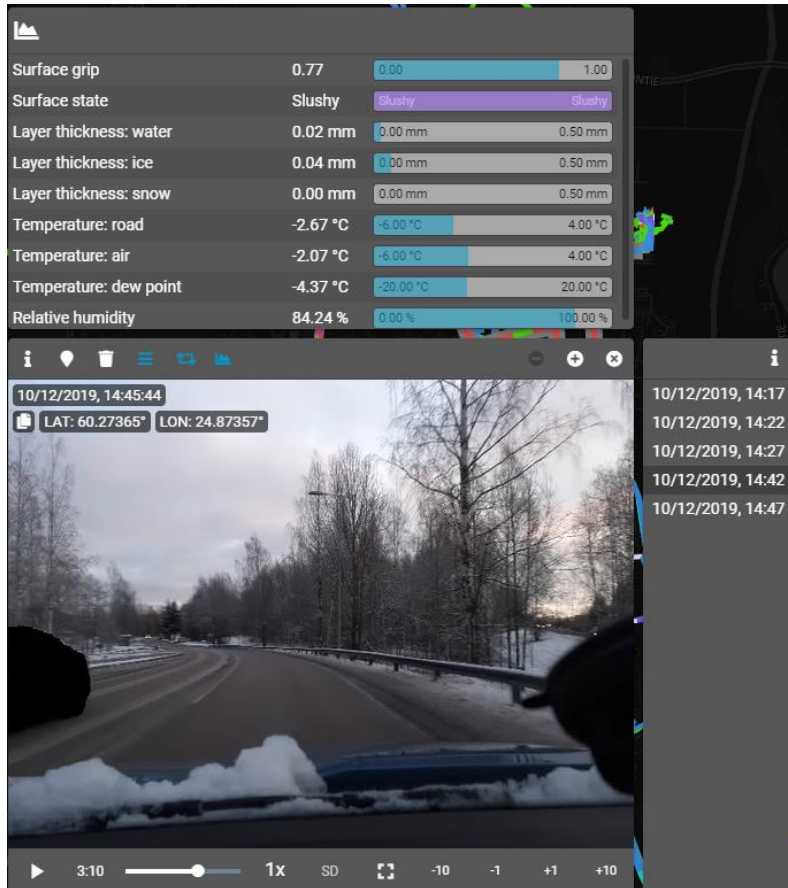 Surface grip 0.77 0.00 1.00
Surface state Slushy Slushy Slushy
Layer thickness: water 0.02 mm 0.00 mm 0.50 mm
Layer thickness: ice 0.04 mm 0.00 mm 0.50 mm
Layer thickness: snow 0.00 mm 0.00 mm 0.50 mm
Temperature: road -2.67 °C -6.00 °C 4.00 °C
Temperature: air -2.07 °C -6.00 °C 4.00 °C
Temperature: dew point -4.37 °C -20.00 °C 20.00 °C
Relative humidity 84.24 % 0.00 % 100.00 %
10/12/2019, 14:45:44
LAT: 60.27365° LON: 24.87357°
10/12/2019, 14:17
10/12/2019, 14:22
10/12/2019, 14:27
10/12/2019, 14:42
10/12/2019, 14:47
3:10 1x SD -10 -1 +1 +10